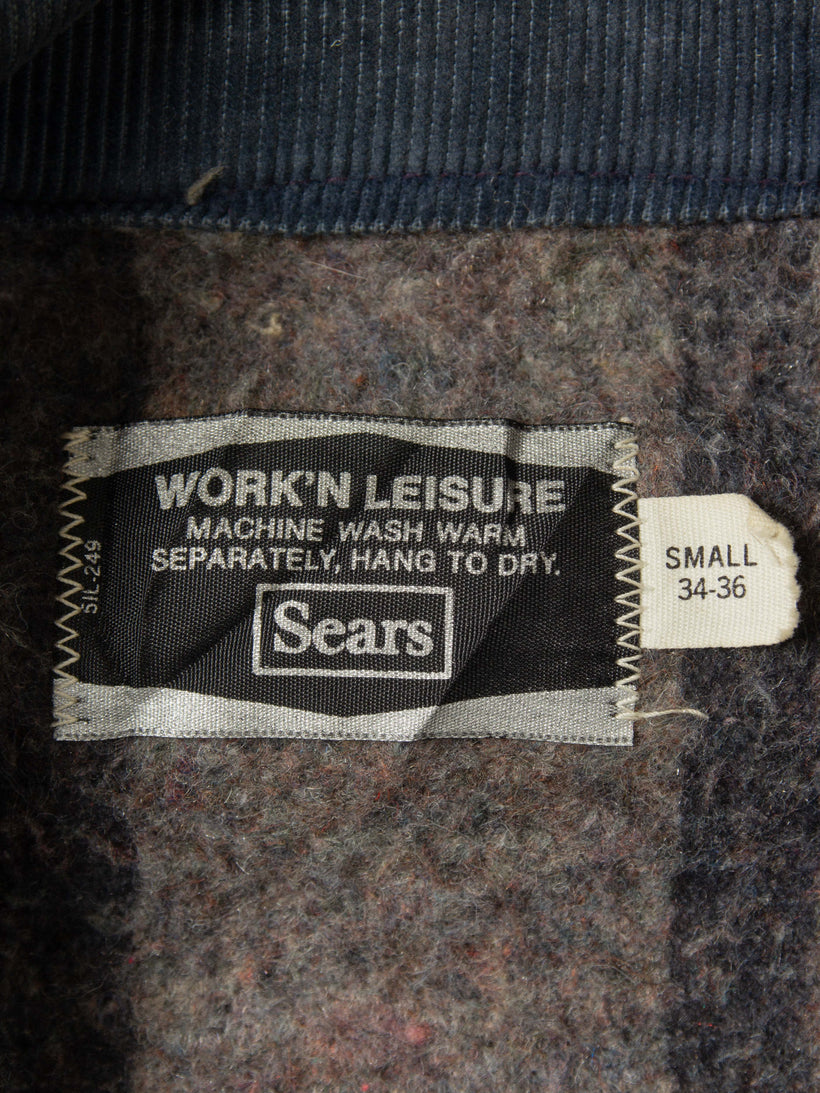 WORK'N LEISURE
MACHINE WASH WARM
SEPARATELY, HANG TO DRY.
Sears
51L-249
SMALL
34-36